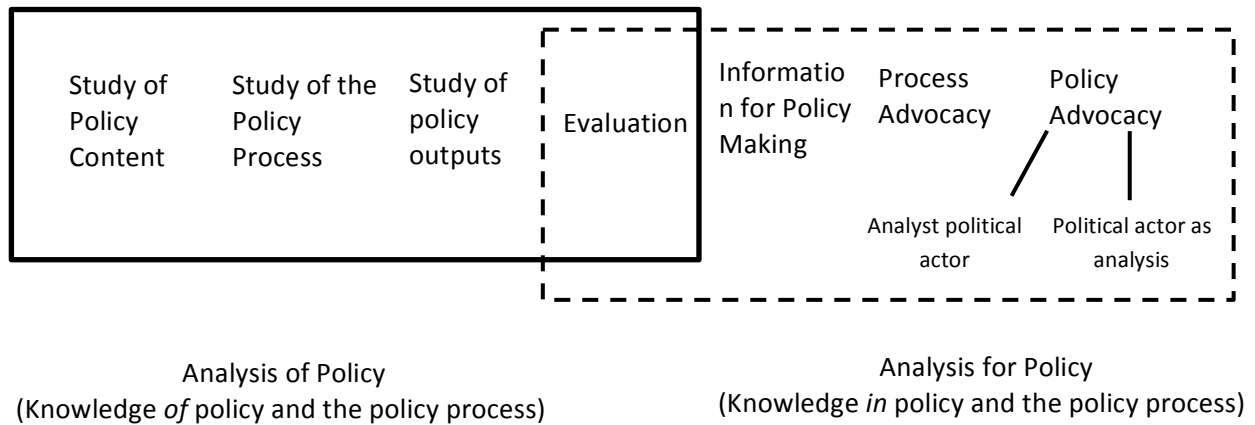 Study of
Policy
Content
Study of the
Policy
Process
Study of
policy
outputs
Evaluation
Informatio
n for Policy
Making
Process
Advocacy
Policy
Advocacy
Analyst political
actor
Political actor as
analysis
Analysis of Policy
(Knowledge of policy and the policy process)
Analysis for Policy
(Knowledge in policy and the policy process)